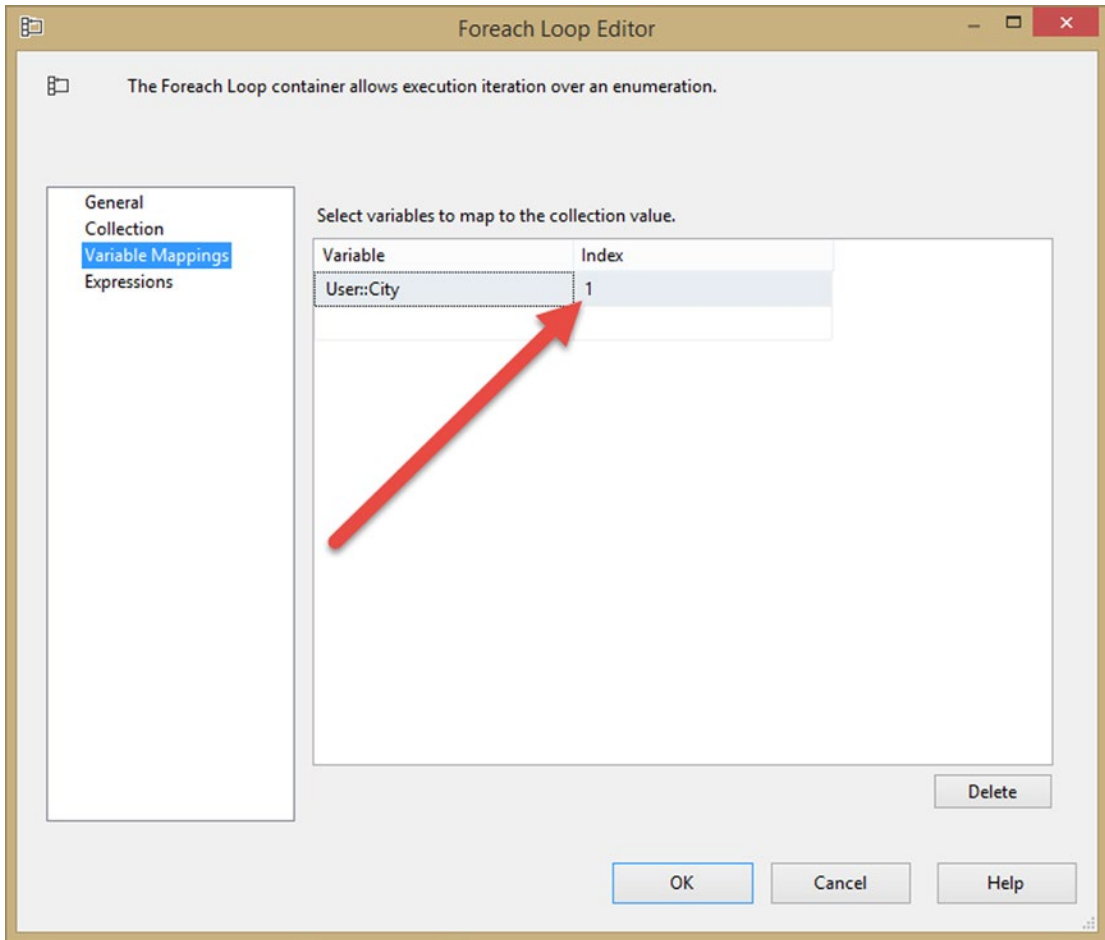 Foreach Loop Editor
The Foreach Loop container allows execution iteration over an enumeration.
General
Collection
Variable Mappings
Expressions
Select variables to map to the collection value.
Variable Index
User::City 1
Delete
OK Cancel Help